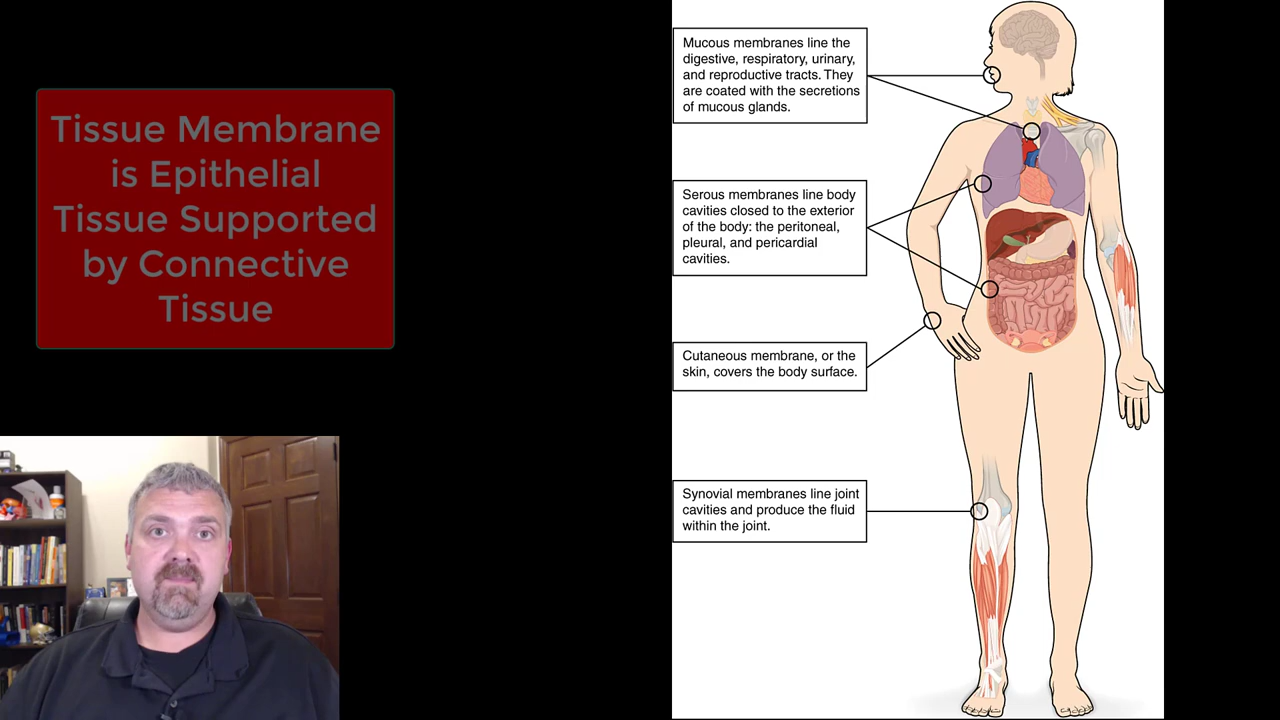 Tissue Membrane
is Epithelial
Tissue Supported
by Connective
Tissue
Mucous membranes line the
digestive, respiratory, urinary,
and reproductive tracts. They
are coated with the secretions
of mucous glands.
Serous membranes line body
cavities closed to the exterior
of the body: the peritoneal,
pleural, and pericardial
cavities.
Cutaneous membrane, or the
skin, covers the body surface.
Synovial membranes line joint
cavities and produce the fluid
within the joint.